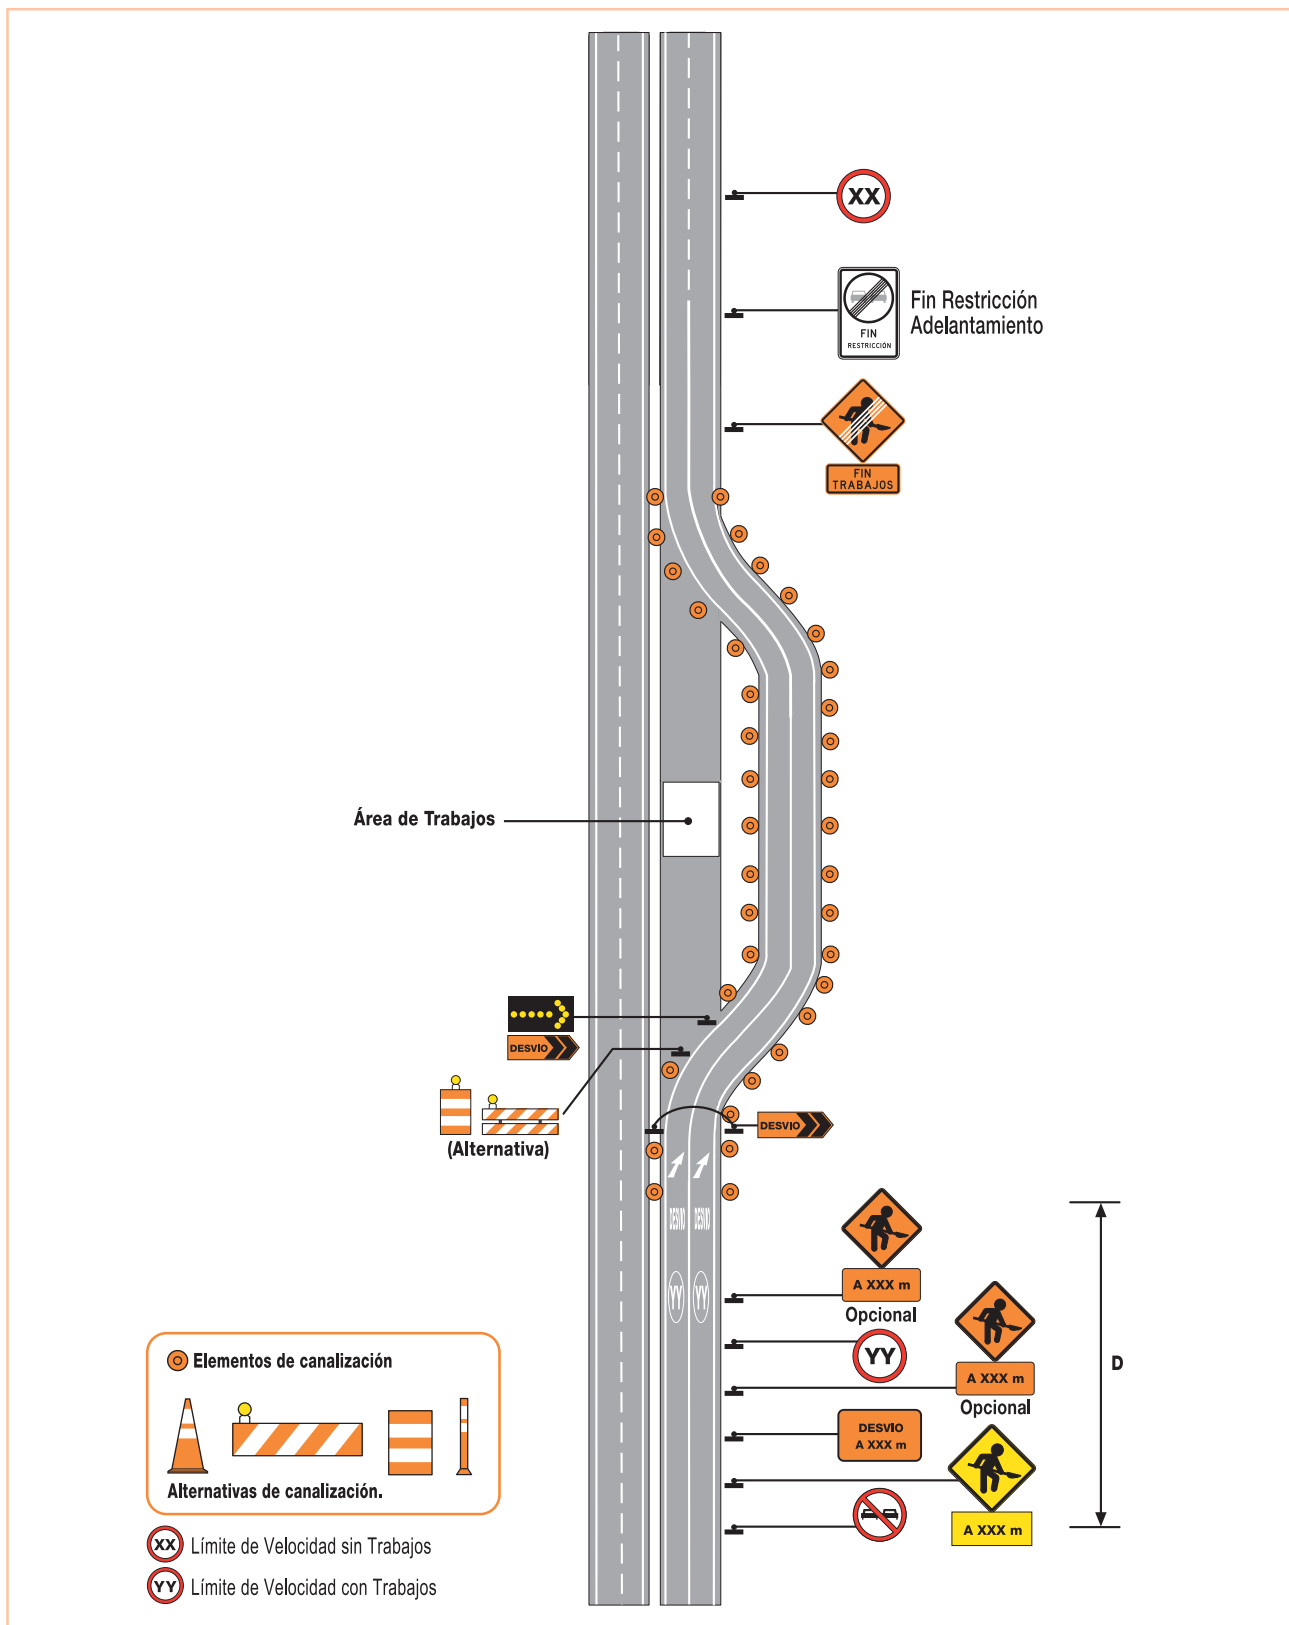 XX
Fin Restricción
Adelantamiento
FIN
RESTRICCIÓN
FIN
TRABAJOS
Área de Trabajos
DESVIO
(Alternativa)
DESVIO
DESVIO DESVIO
YY YY
A XXX m
Opcional
YY
A XXX m
Opcional
D
DESVIO
A XXX m
A XXX m
Elementos de canalización
Alternativas de canalización.
XX Límite de Velocidad sin Trabajos
YY Límite de Velocidad con Trabajos